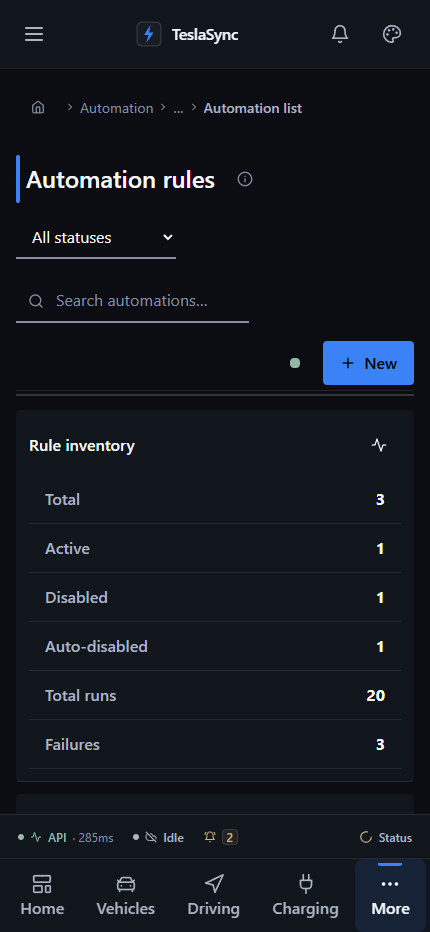 TeslaSync
Automation > ... > Automation list
Automation rules
All statuses
Search automations...
+ New
Rule inventory
Total 3
Active 1
Disabled 1
Auto-disabled 1
Total runs 20
Failures 3
API · 285ms Idle 2 Status
Home Vehicles Driving Charging More